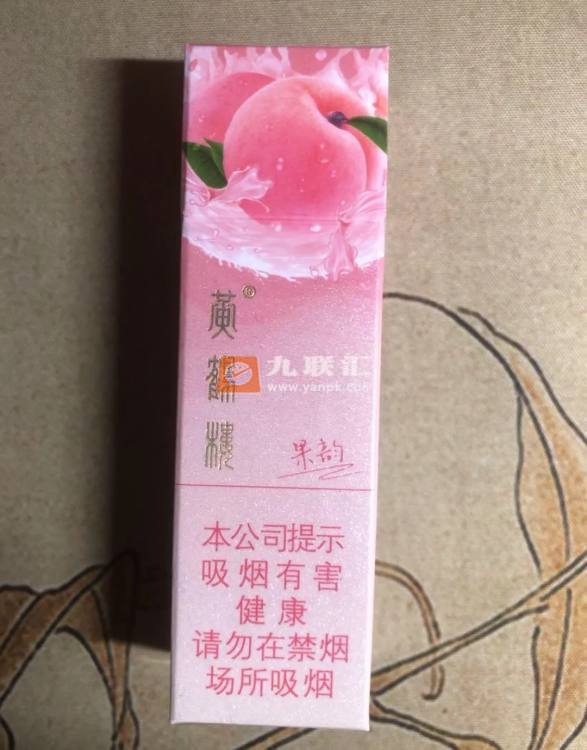 黄鹤楼®
九联汇
www.yanpk.com
果韵
本公司提示
吸烟有害
健康
请勿在禁烟
场所吸烟